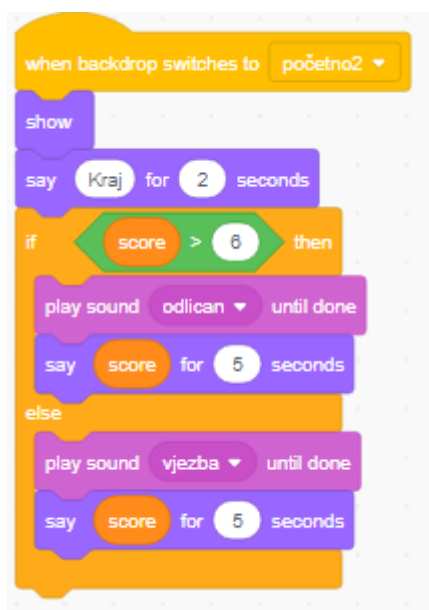 when backdrop switches to početno2
show
say Kraj for 2 seconds
if score > 6 then
play sound odlican until done
say score for 5 seconds
else
play sound vjezba until done
say score for 5 seconds